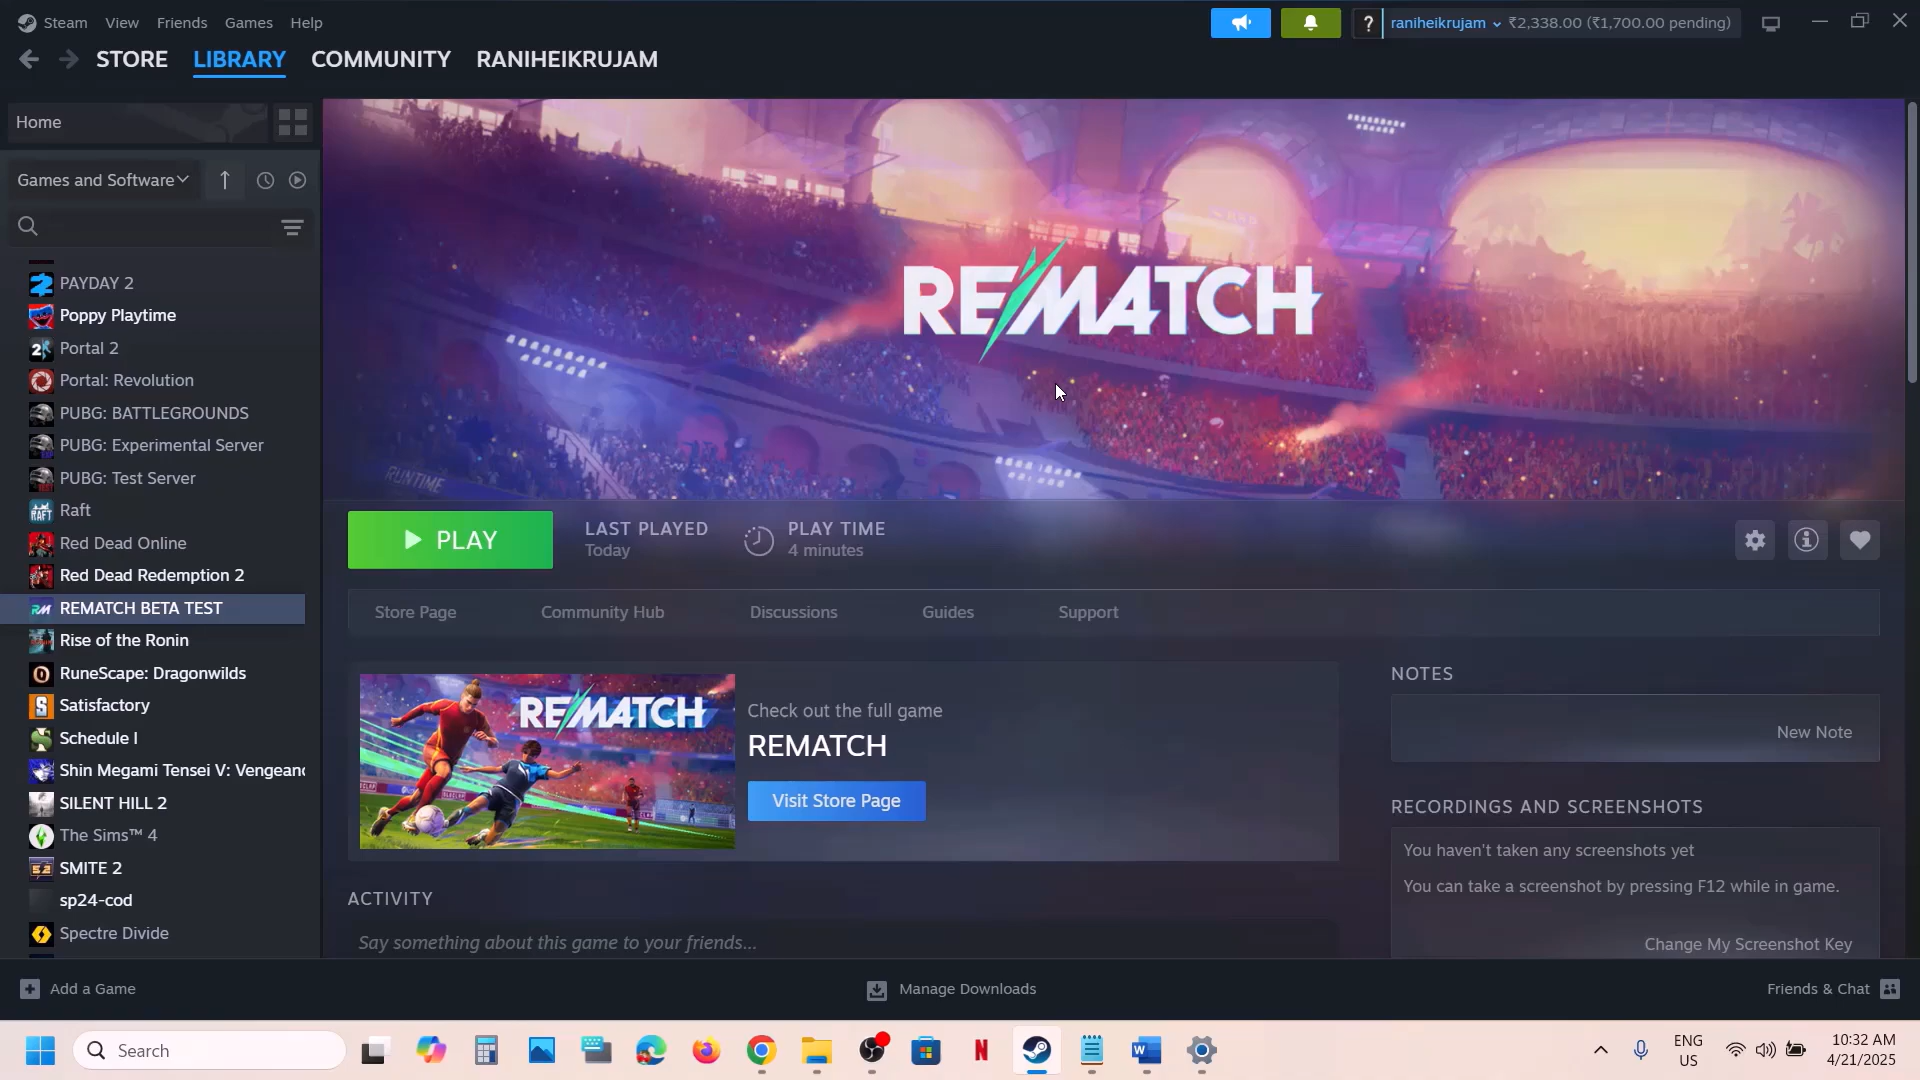 Steam View Friends Games Help
? raniheikrujam ₹2,338.00 (₹1,700.00 pending)
STORE LIBRARY COMMUNITY RANIHEIKRUJAM
Home
Games and Software
PAYDAY 2
Poppy Playtime
Portal 2
Portal: Revolution
PUBG: BATTLEGROUNDS
PUBG: Experimental Server
PUBG: Test Server
Raft
Red Dead Online
Red Dead Redemption 2
REMATCH BETA TEST
Rise of the Ronin
RuneScape: Dragonwilds
Satisfactory
Schedule I
Shin Megami Tensei V: Vengeanc
SILENT HILL 2
The Sims™ 4
SMITE 2
sp24-cod
Spectre Divide
REMATCH
RUNTIME
PLAY
LAST PLAYED
Today
PLAY TIME
4 minutes
Store Page Community Hub Discussions Guides Support
REMATCH
Check out the full game
REMATCH
Visit Store Page
ACTIVITY
Say something about this game to your friends...
NOTES
New Note
RECORDINGS AND SCREENSHOTS
You haven't taken any screenshots yet
You can take a screenshot by pressing F12 while in game.
Change My Screenshot Key
Add a Game
Manage Downloads
Friends & Chat
Search
ENG
US
10:32 AM
4/21/2025